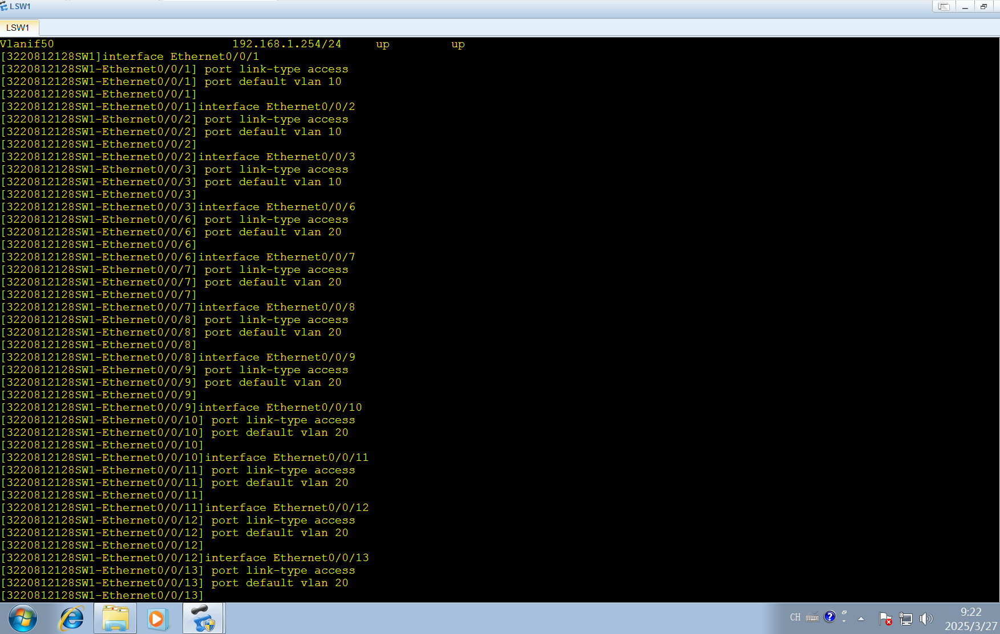 LSW1
LSW1
Vlanif50                          192.168.1.254/24     up         up
[3220812128SW1]interface Ethernet0/0/1
[3220812128SW1-Ethernet0/0/1] port link-type access
[3220812128SW1-Ethernet0/0/1] port default vlan 10
[3220812128SW1-Ethernet0/0/1]
[3220812128SW1-Ethernet0/0/1]interface Ethernet0/0/2
[3220812128SW1-Ethernet0/0/2] port link-type access
[3220812128SW1-Ethernet0/0/2] port default vlan 10
[3220812128SW1-Ethernet0/0/2]
[3220812128SW1-Ethernet0/0/2]interface Ethernet0/0/3
[3220812128SW1-Ethernet0/0/3] port link-type access
[3220812128SW1-Ethernet0/0/3] port default vlan 10
[3220812128SW1-Ethernet0/0/3]
[3220812128SW1-Ethernet0/0/3]interface Ethernet0/0/6
[3220812128SW1-Ethernet0/0/6] port link-type access
[3220812128SW1-Ethernet0/0/6] port default vlan 20
[3220812128SW1-Ethernet0/0/6]
[3220812128SW1-Ethernet0/0/6]interface Ethernet0/0/7
[3220812128SW1-Ethernet0/0/7] port link-type access
[3220812128SW1-Ethernet0/0/7] port default vlan 20
[3220812128SW1-Ethernet0/0/7]
[3220812128SW1-Ethernet0/0/7]interface Ethernet0/0/8
[3220812128SW1-Ethernet0/0/8] port link-type access
[3220812128SW1-Ethernet0/0/8] port default vlan 20
[3220812128SW1-Ethernet0/0/8]
[3220812128SW1-Ethernet0/0/8]interface Ethernet0/0/9
[3220812128SW1-Ethernet0/0/9] port link-type access
[3220812128SW1-Ethernet0/0/9] port default vlan 20
[3220812128SW1-Ethernet0/0/9]
[3220812128SW1-Ethernet0/0/9]interface Ethernet0/0/10
[3220812128SW1-Ethernet0/0/10] port link-type access
[3220812128SW1-Ethernet0/0/10] port default vlan 20
[3220812128SW1-Ethernet0/0/10]
[3220812128SW1-Ethernet0/0/10]interface Ethernet0/0/11
[3220812128SW1-Ethernet0/0/11] port link-type access
[3220812128SW1-Ethernet0/0/11] port default vlan 20
[3220812128SW1-Ethernet0/0/11]
[3220812128SW1-Ethernet0/0/11]interface Ethernet0/0/12
[3220812128SW1-Ethernet0/0/12] port link-type access
[3220812128SW1-Ethernet0/0/12] port default vlan 20
[3220812128SW1-Ethernet0/0/12]
[3220812128SW1-Ethernet0/0/12]interface Ethernet0/0/13
[3220812128SW1-Ethernet0/0/13] port link-type access
[3220812128SW1-Ethernet0/0/13] port default vlan 20
[3220812128SW1-Ethernet0/0/13]
CH
9:22
2025/3/27